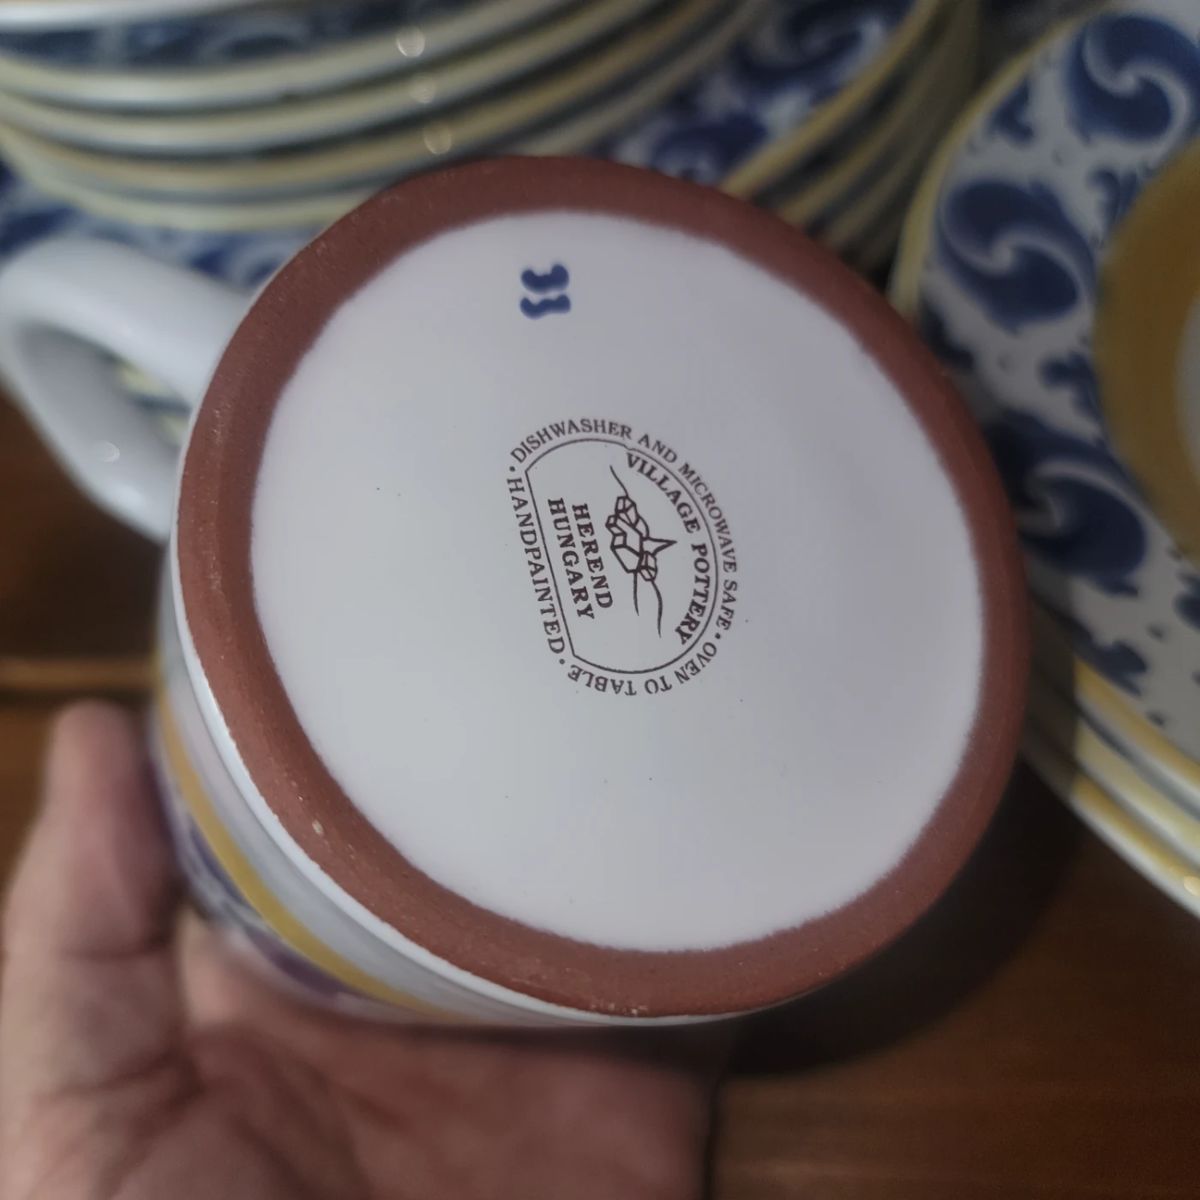 DISHWASHER AND MICROWAVE SAFE • OVEN TO TABLE • HANDPAINTED •
VILLAGE POTTERY
HEREND
HUNGARY